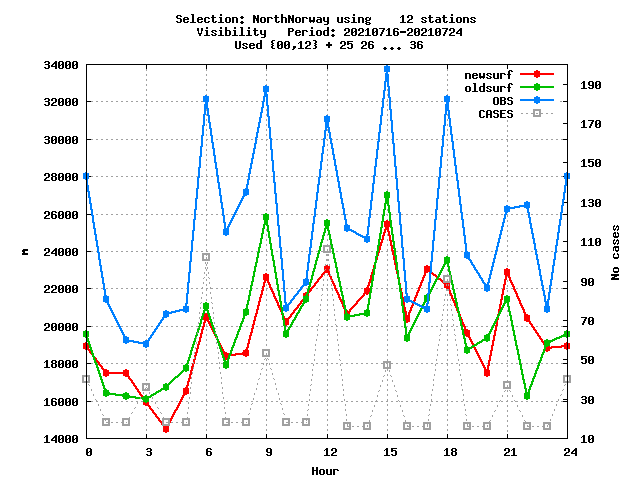 Selection: NorthNorway using    12 stations
Visibility   Period: 20210716-20210724
Used {00,12} + 25 26 ... 36
newsurf
oldsurf
OBS
CASES
34000
32000
30000
28000
26000
24000
22000
20000
18000
16000
14000
m
190
170
150
130
110
90
70
50
30
10
No cases
0 3 6 9 12 15 18 21 24
Hour